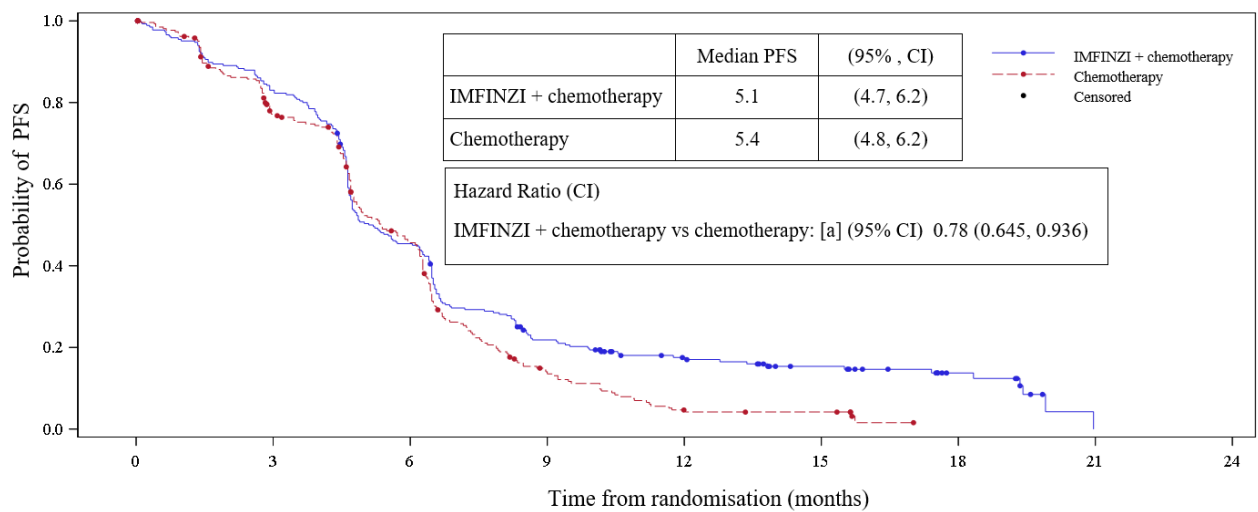 Probability of PFS
1.0
0.8
0.6
0.4
0.2
0.0
Median PFS (95% , CI)
IMFINZI + chemotherapy 5.1 (4.7, 6.2)
Chemotherapy 5.4 (4.8, 6.2)
Hazard Ratio (CI)
IMFINZI + chemotherapy vs chemotherapy: [a] (95% CI) 0.78 (0.645, 0.936)
IMFINZI + chemotherapy
Chemotherapy
Censored
0 3 6 9 12 15 18 21 24
Time from randomisation (months)